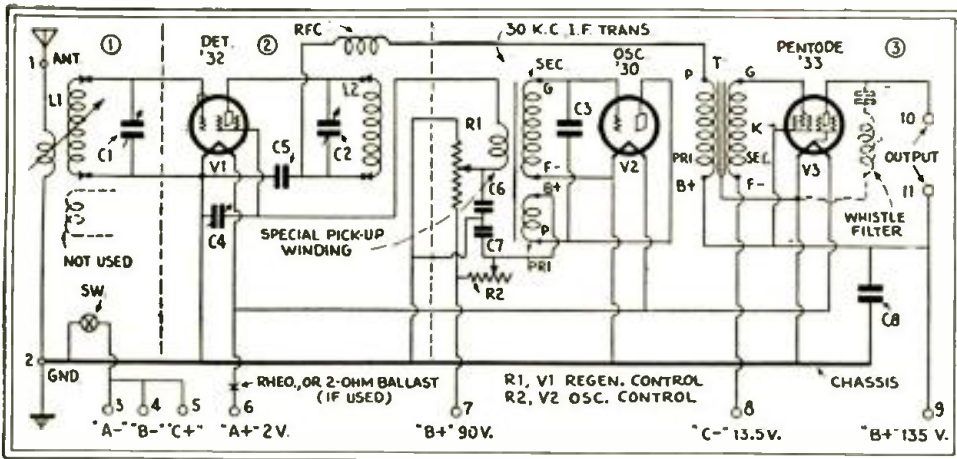 ①
②
③
RFC
30 K.C. I.F. TRANS
DET.
'32
OSC
'30
PENTODE
'33
1
ANT
L1
C1
V1
C5
C2
L2
C4
R1
SEC
G
C3
F-
B+
P
PRI
V2
C6
C7
R2
SPECIAL PICK-UP
WINDING
P
T
G
K
PRI
SEC.
B+
F-
V3
10
OUTPUT
11
WHISTLE
FILTER
C8
NOT USED
SW
2
GND
RHEO., OR 2-OHM BALLAST
(IF USED)
R1, V1 REGEN. CONTROL
R2, V2 OSC. CONTROL
CHASSIS
3
4
5
6
7
8
9
"A-" "B-" "C+"
"A+" 2V.
"B+" 90V.
"C-" 13.5V.
"B+" 135 V.